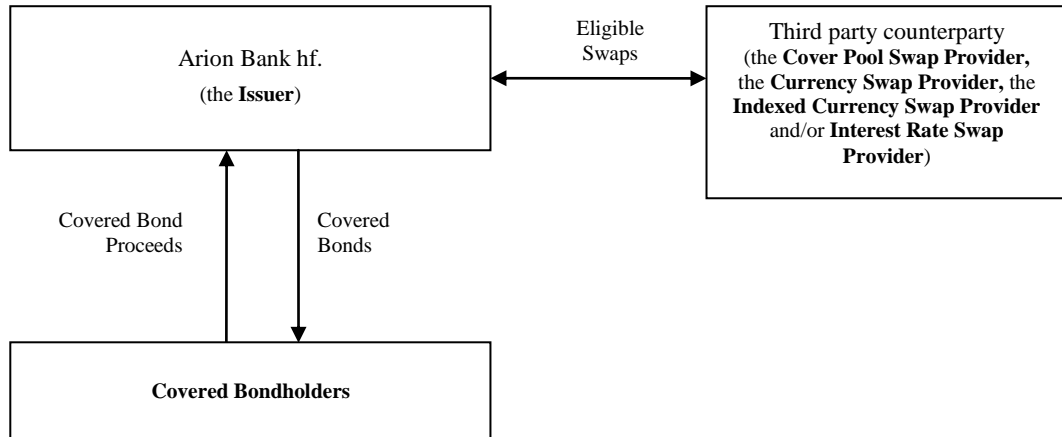 Arion Bank hf.
(the Issuer)
Eligible
Swaps
Third party counterparty
(the Cover Pool Swap Provider,
the Currency Swap Provider, the
Indexed Currency Swap Provider
and/or Interest Rate Swap
Provider)
Covered Bond
Proceeds
Covered
Bonds
Covered Bondholders